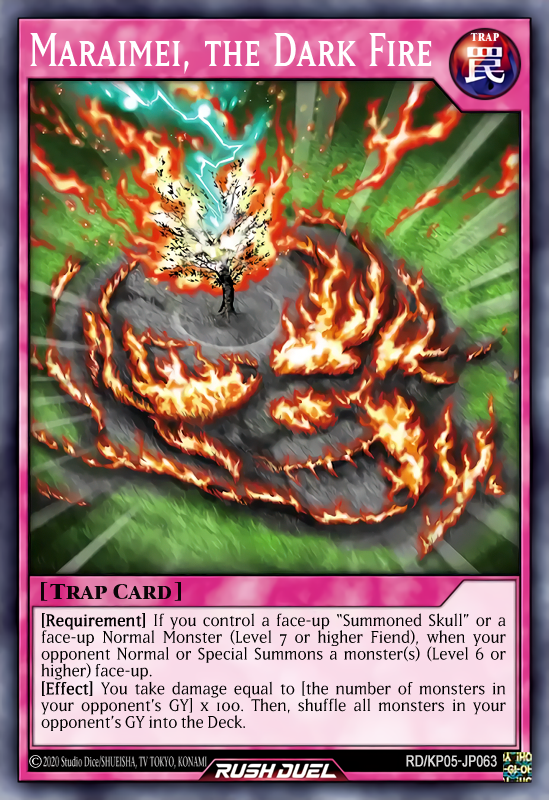 Maraimei, the Dark Fire
TRAP
罠
[Trap Card]
[Requirement] If you control a face-up "Summoned Skull" or a
face-up Normal Monster (Level 7 or higher Fiend), when your
opponent Normal or Special Summons a monster(s) (Level 6 or
higher) face-up.
[Effect] You take damage equal to [the number of monsters in
your opponent's GY] x 100. Then, shuffle all monsters in your
opponent's GY into the Deck.
©2020 Studio Dice/SHUEISHA, TV TOKYO, KONAMI
RUSH DUEL
RD/KP05-JP063